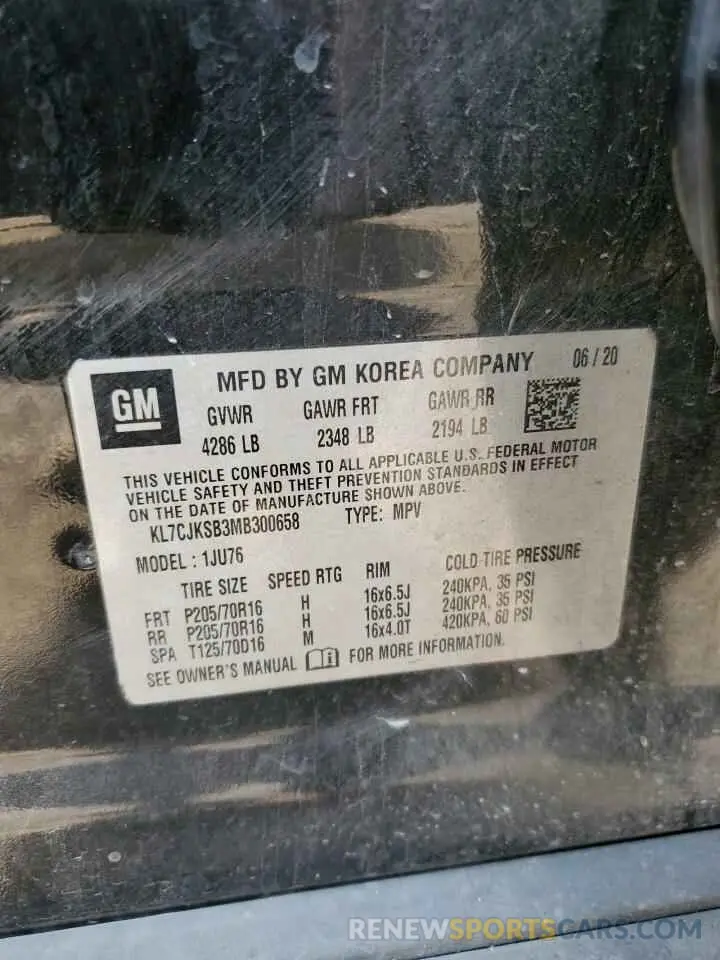 GM
MFD BY GM KOREA COMPANY 06 / 20
GVWR GAWR FRT GAWR RR
4286 LB 2348 LB 2194 LB
THIS VEHICLE CONFORMS TO ALL APPLICABLE U.S. FEDERAL MOTOR
VEHICLE SAFETY AND THEFT PREVENTION STANDARDS IN EFFECT
ON THE DATE OF MANUFACTURE SHOWN ABOVE.
KL7CJKSB3MB300658 TYPE: MPV
MODEL : 1JU76
TIRE SIZE SPEED RTG RIM COLD TIRE PRESSURE
FRT P205/70R16 H 16x6.5J 240KPA, 35 PSI
RR P205/70R16 H 16x6.5J 240KPA, 35 PSI
SPA T125/70D16 M 16x4.0T 420KPA, 60 PSI
SEE OWNER'S MANUAL FOR MORE INFORMATION.
RENEWSPORTSCARS.COM